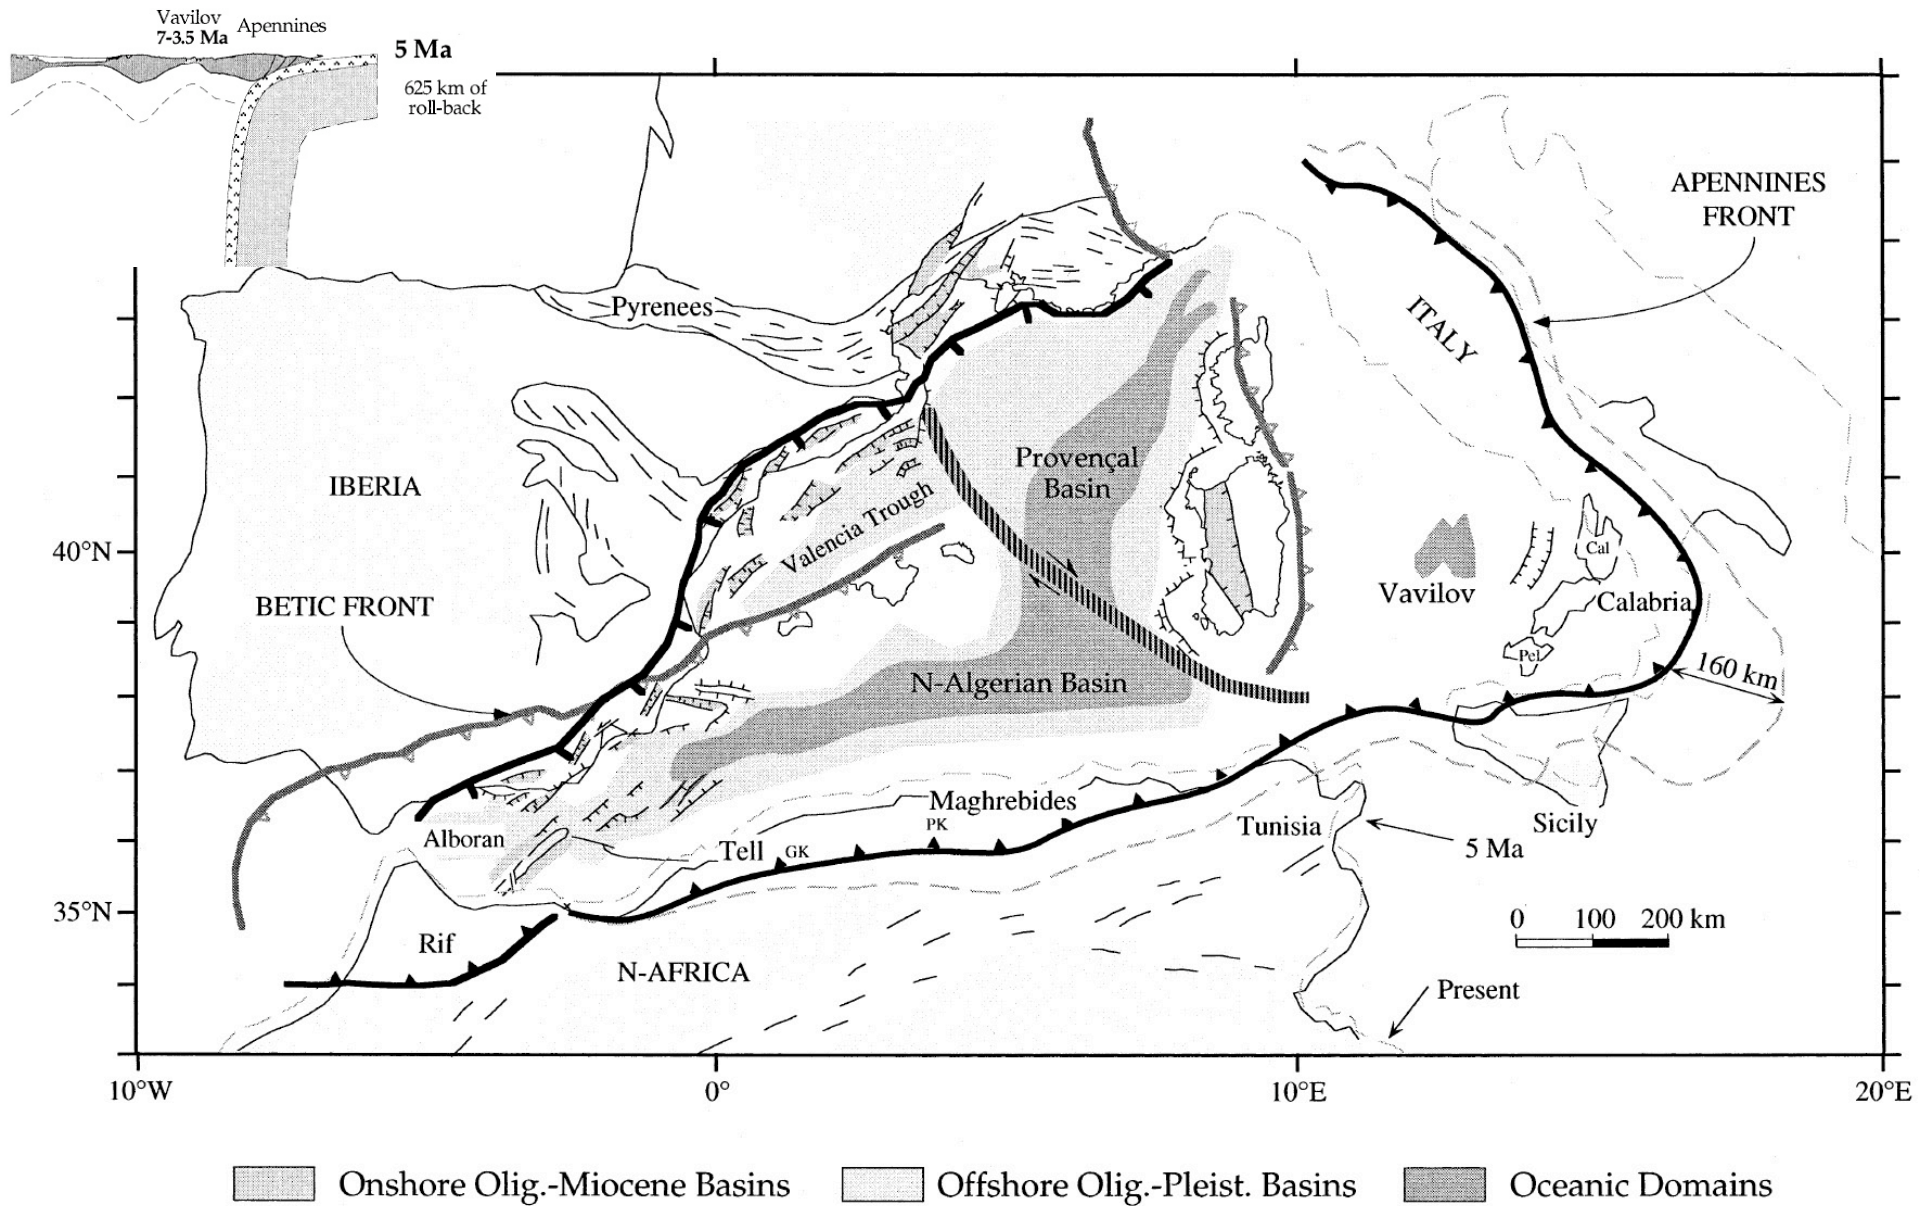 Vavilov
7-3.5 Ma
Apennines
5 Ma
625 km of
roll-back
APENNINES
FRONT
Pyrenees
ITALY
Provençal
Basin
IBERIA
Valencia Trough
40°N
Cal
BETIC FRONT
Vavilov
Calabria
Pel
160 km
N-Algerian Basin
Maghrebides
PK
Alboran
Tell
GK
Tunisia
Sicily
5 Ma
35°N
0 100 200 km
Rif
N-AFRICA
Present
10°W
0°
10°E
20°E
Onshore Olig.-Miocene Basins
Offshore Olig.-Pleist. Basins
Oceanic Domains